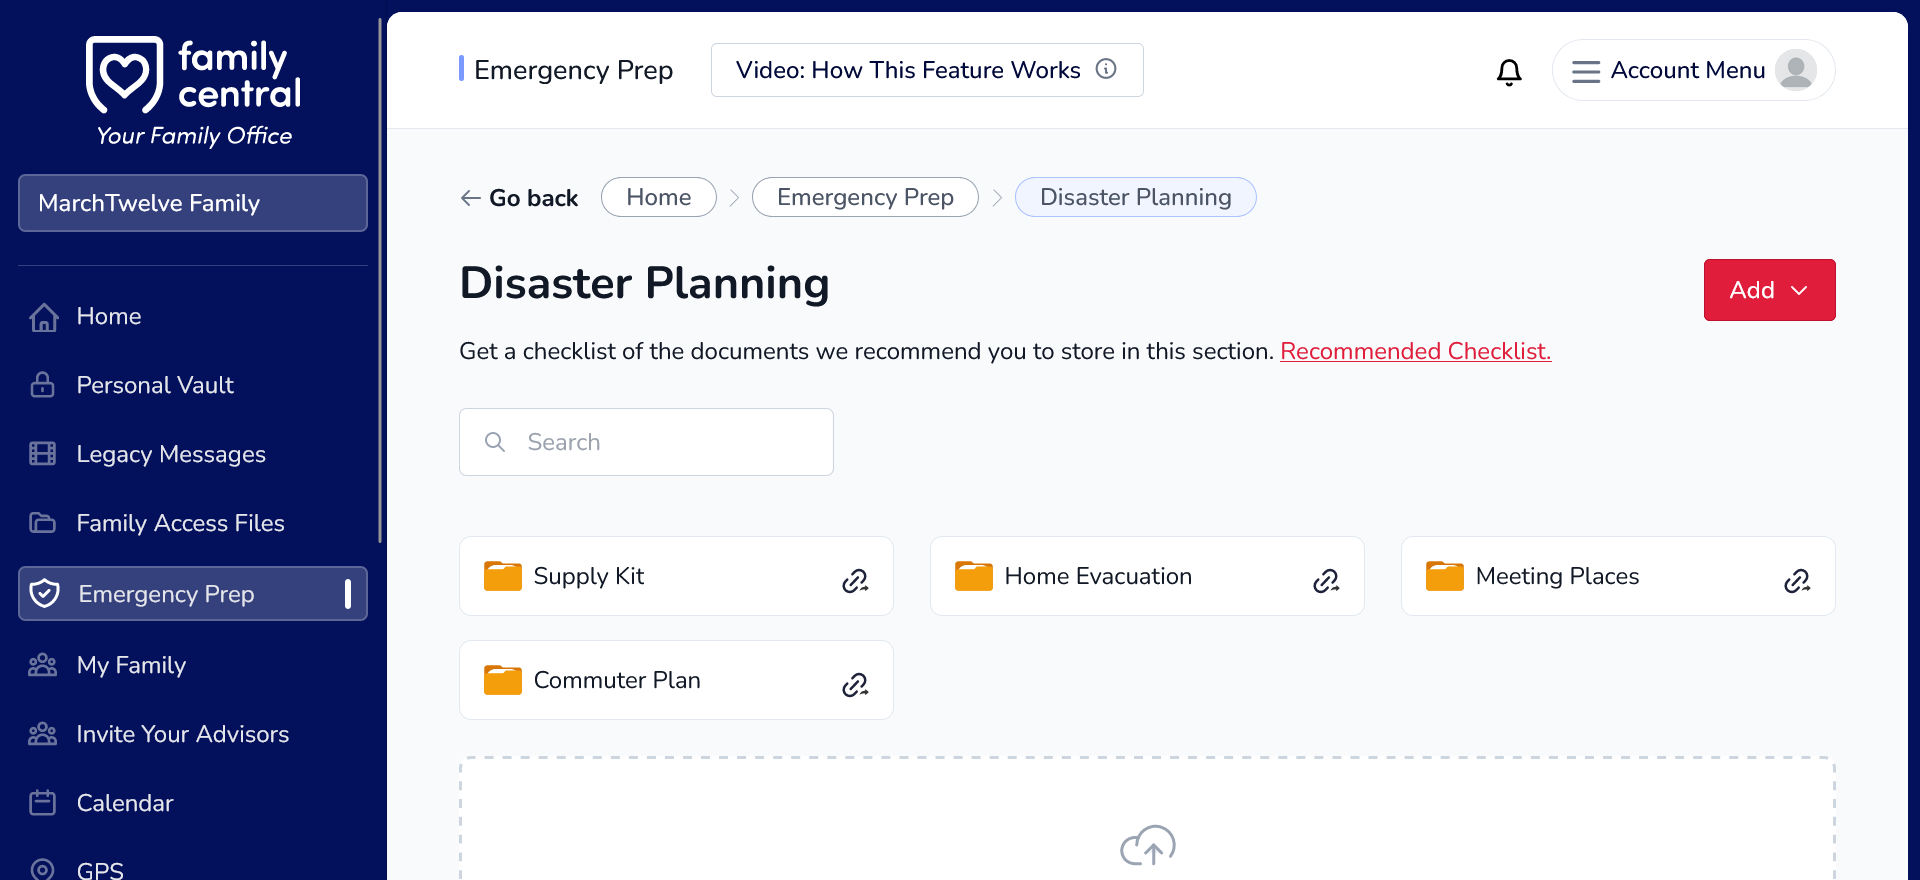 family
central
Your Family Office
MarchTwelve Family
Home
Personal Vault
Legacy Messages
Family Access Files
Emergency Prep
My Family
Invite Your Advisors
Calendar
GPS
Emergency Prep
Video: How This Feature Works
Account Menu
Go back
Home
Emergency Prep
Disaster Planning
Disaster Planning
Add
Get a checklist of the documents we recommend you to store in this section. Recommended Checklist.
Search
Supply Kit
Home Evacuation
Meeting Places
Commuter Plan